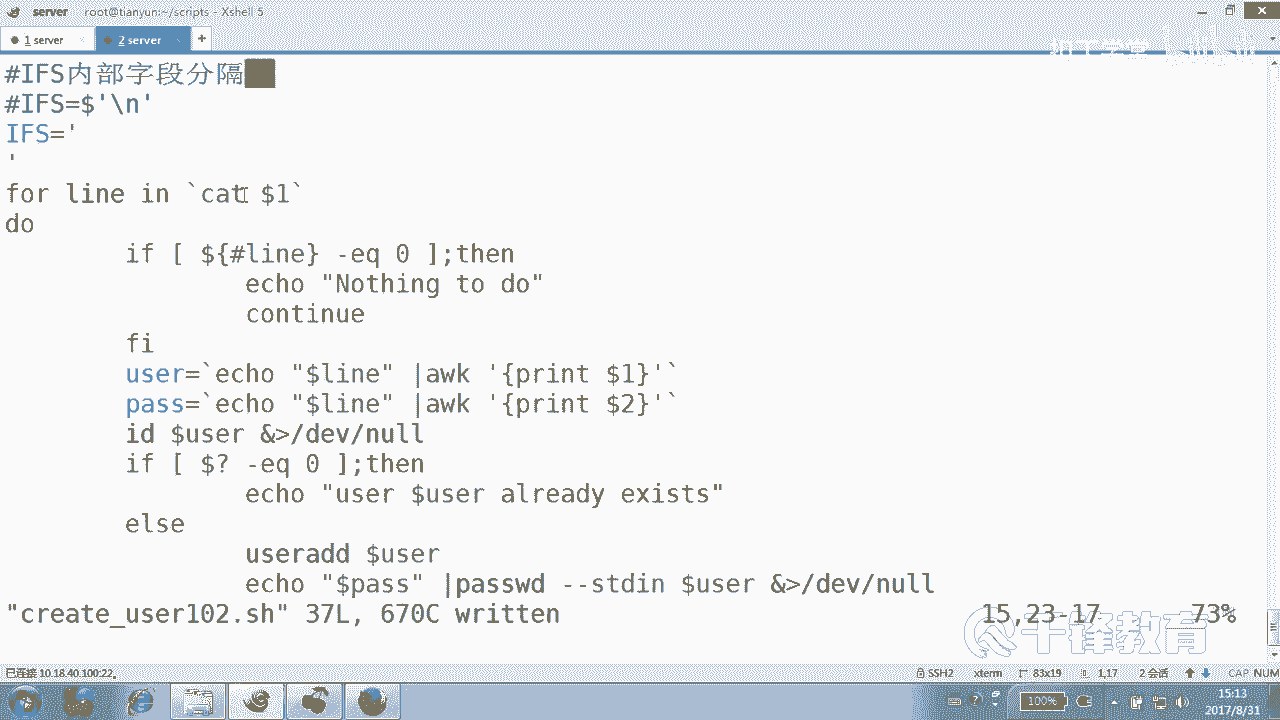 server root@tianyun:~/scripts - Xshell 5
1 server 2 server +
#IFS内部字段分隔
#IFS=$'\n'
IFS='
'
for line in `cat $1`
do
if [ ${#line} -eq 0 ];then
echo "Nothing to do"
continue
fi
user=`echo "$line" |awk '{print $1}'`
pass=`echo "$line" |awk '{print $2}'`
id $user &>/dev/null
if [ $? -eq 0 ];then
echo "user $user already exists"
else
useradd $user
echo "$pass" |passwd --stdin $user &>/dev/null
"create_user102.sh" 37L, 670C written 15,23-17 73%
千锋教育
已连接 10.18.40.100:22。 SSH2 xterm 83x19 1,17 2 会话 CAP NUM
100% 15:13
2017/8/31